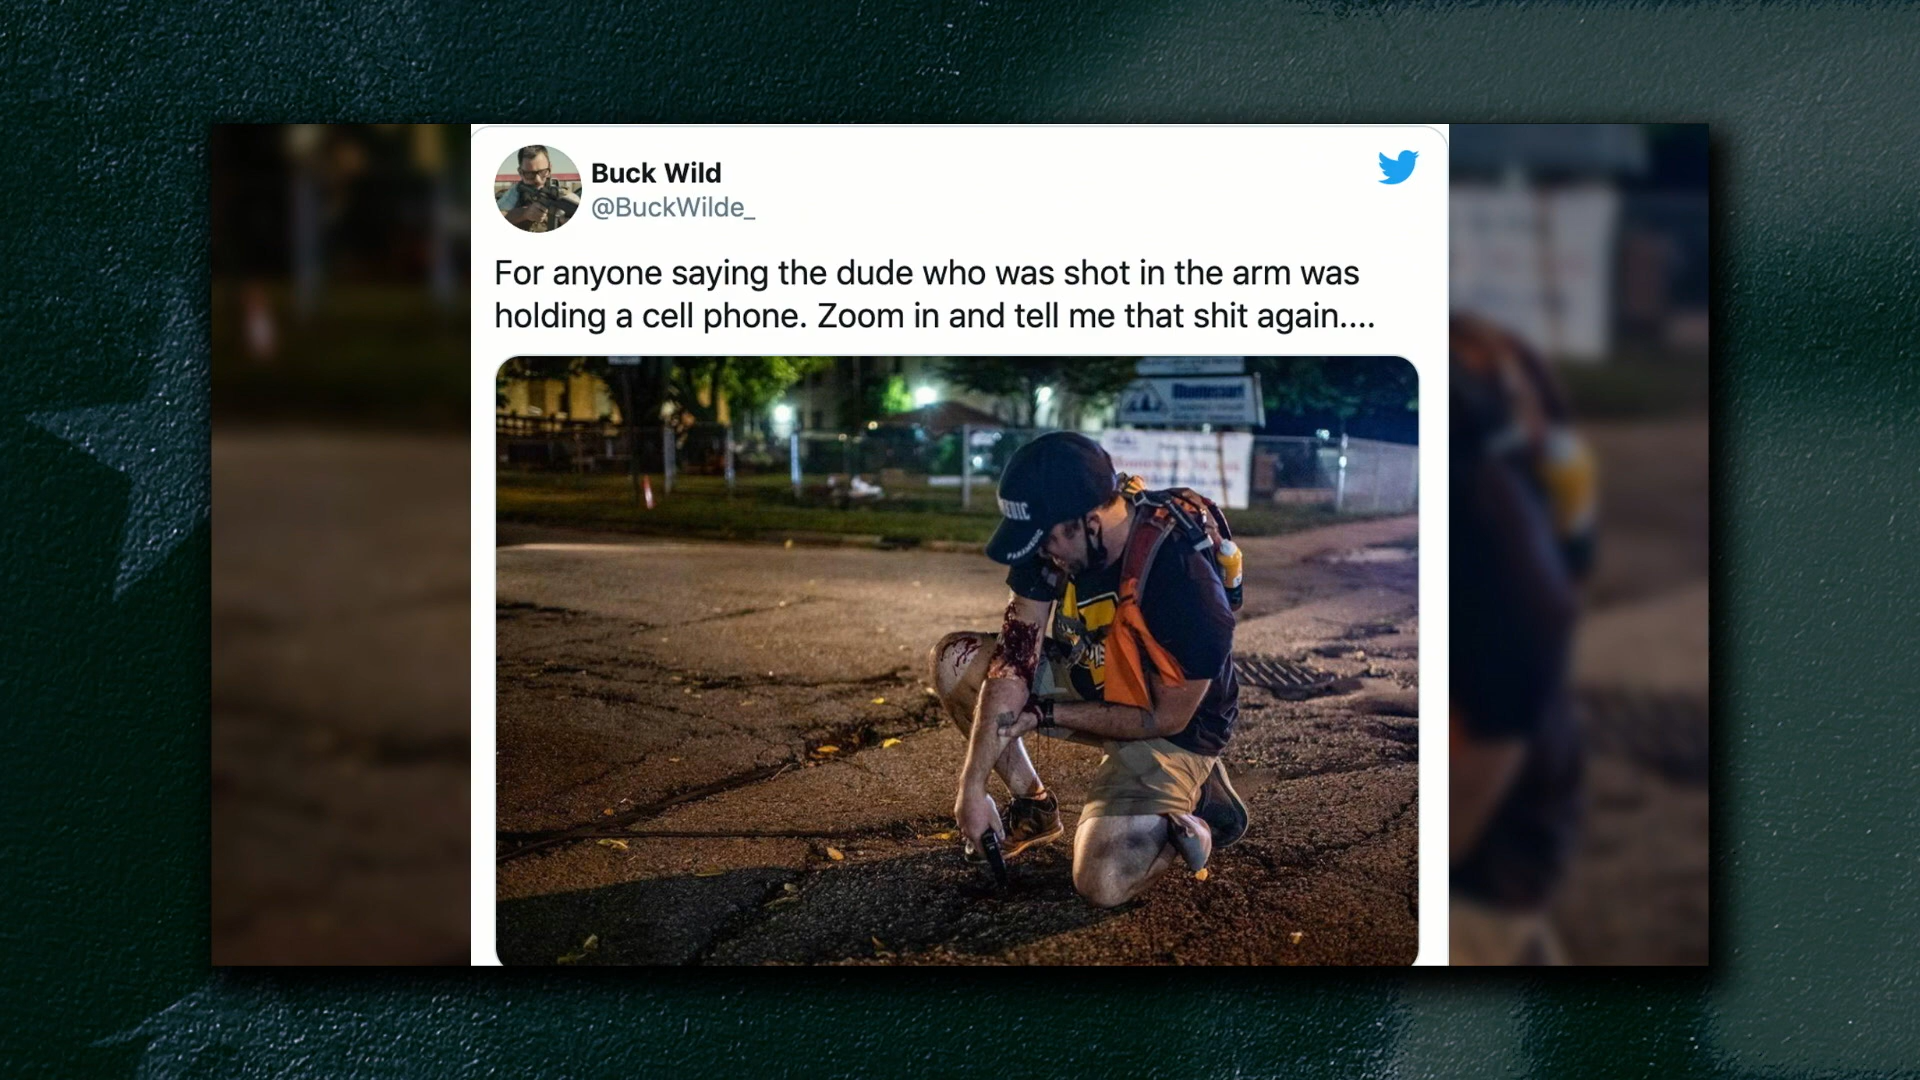 Buck Wild
@BuckWilde_
For anyone saying the dude who was shot in the arm was
holding a cell phone. Zoom in and tell me that shit again....
PARAMEDIC